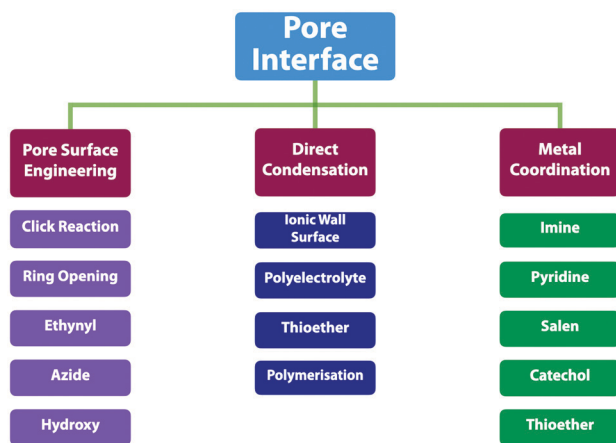 Pore
Interface
Pore Surface
Engineering
Click Reaction
Ring Opening
Ethynyl
Azide
Hydroxy
Direct
Condensation
Ionic Wall
Surface
Polyelectrolyte
Thioether
Polymerisation
Metal
Coordination
Imine
Pyridine
Salen
Catechol
Thioether